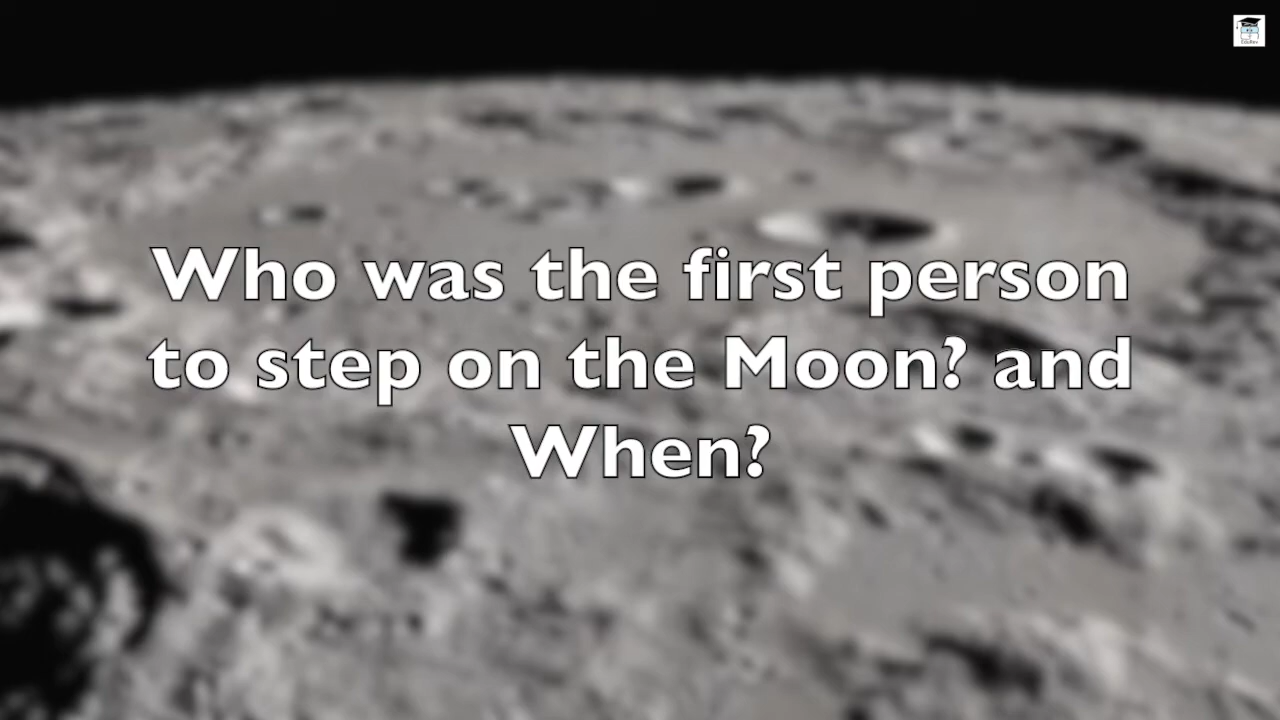 Who was the first person
to step on the Moon? and
When?